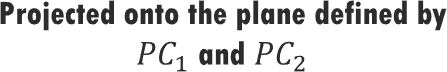 Projected onto the plane defined by
PC₁ and PC₂